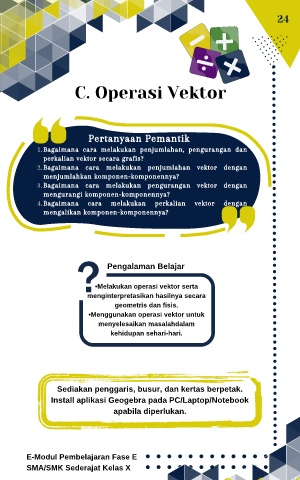 24
C. Operasi Vektor
Pertanyaan Pemantik
1. Bagaimana cara melakukan penjumlahan, pengurangan dan
perkalian vektor secara grafis?
2. Bagaimana cara melakukan penjumlahan vektor dengan
menjumlahkan komponen-komponennya?
3. Bagaimana cara melakukan pengurangan vektor dengan
mengurangi komponen-komponennya?
4. Bagaimana cara melakukan perkalian vektor dengan
mengalikan komponen-komponennya?
? Pengalaman Belajar
•Melakukan operasi vektor serta
menginterpretasikan hasilnya secara
geometris dan fisis.
•Menggunakan operasi vektor untuk
menyelesaikan masalahdalam
kehidupan sehari-hari.
Sediakan penggaris, busur, dan kertas berpetak.
Install aplikasi Geogebra pada PC/Laptop/Notebook
apabila diperlukan.
E-Modul Pembelajaran Fase E
SMA/SMK Sederajat Kelas X